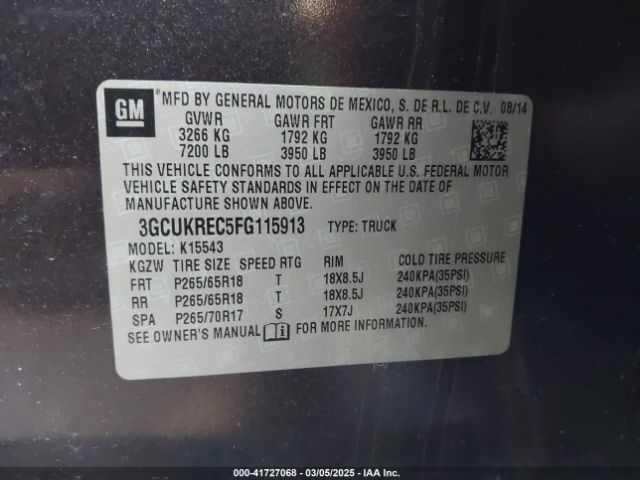 GM
MFD BY GENERAL MOTORS DE MEXICO, S. DE R.L. DE C.V. 08/14
GVWR GAWR FRT GAWR RR
3266 KG 1792 KG 1792 KG
7200 LB 3950 LB 3950 LB
THIS VEHICLE CONFORMS TO ALL APPLICABLE U.S. FEDERAL MOTOR
VEHICLE SAFETY STANDARDS IN EFFECT ON THE DATE OF
MANUFACTURE SHOWN ABOVE.
3GCUKREC5FG115913 TYPE: TRUCK
MODEL: K15543
KGZW TIRE SIZE SPEED RTG RIM COLD TIRE PRESSURE
FRT P265/65R18 T 18X8.5J 240KPA(35PSI)
RR P265/65R18 T 18X8.5J 240KPA(35PSI)
SPA P265/70R17 S 17X7J 240KPA(35PSI)
SEE OWNER'S MANUAL FOR MORE INFORMATION.
000-41727068 - 03/05/2025 - IAA Inc.